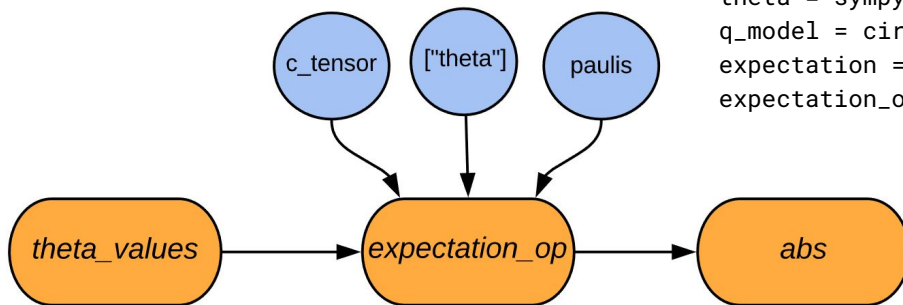 q_model = cir
expectation =
expectation_o
c_tensor
["theta"]
paulis
theta_values
expectation_op
abs